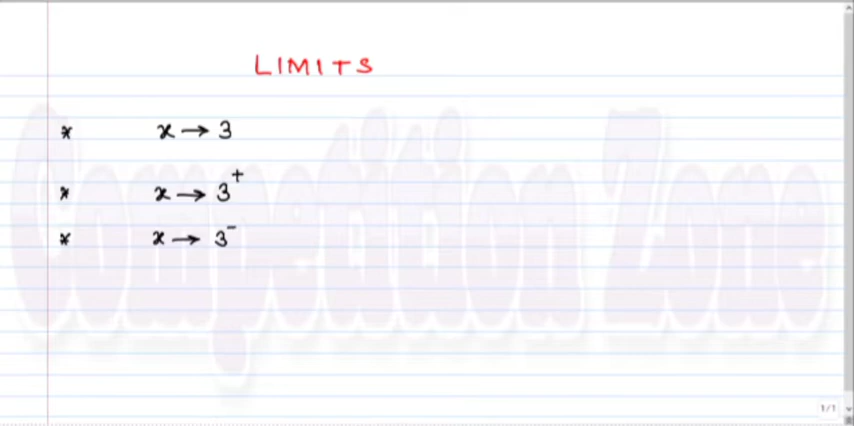 LIMITS
* x → 3
* x → 3⁺
* x → 3⁻
Competition Zone
1/1